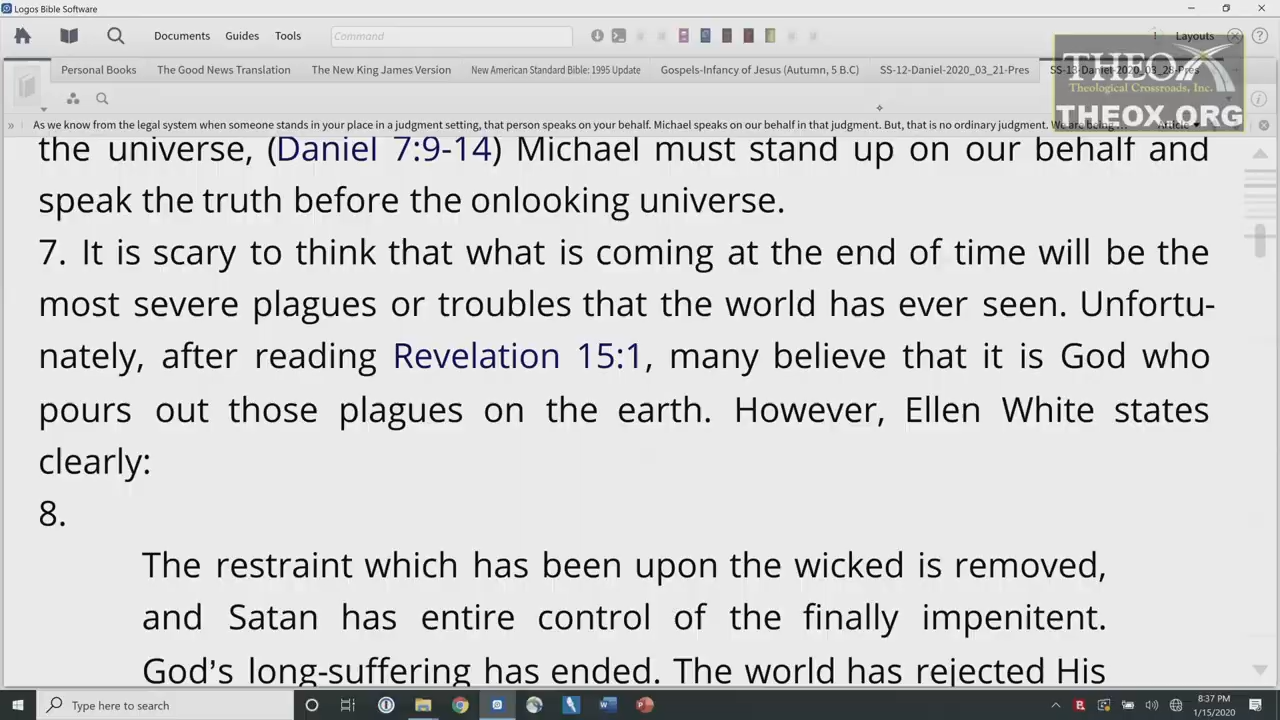 Logos Bible Software
Documents Guides Tools Command Layouts
THEOX
Theological Crossroads, Inc.
THEOX.ORG
Personal Books The Good News Translation The New King Jam New American Standard Bible: 1995 Update Gospels-Infancy of Jesus (Autumn, 5 B.C) SS-12-Daniel-2020_03_21-Pres SS-13-Daniel-2020_03_28-Pres
» As we know from the legal system when someone stands in your place in a judgment setting, that person speaks on your behalf. Michael speaks on our behalf in that judgment. But, that is no ordinary judgment. We are being ... Article
the universe, (Daniel 7:9-14) Michael must stand up on our behalf and
speak the truth before the onlooking universe.
7. It is scary to think that what is coming at the end of time will be the
most severe plagues or troubles that the world has ever seen. Unfortu-
nately, after reading Revelation 15:1, many believe that it is God who
pours out those plagues on the earth. However, Ellen White states
clearly:
8.
The restraint which has been upon the wicked is removed,
and Satan has entire control of the finally impenitent.
God's long-suffering has ended. The world has rejected His
Type here to search
8:37 PM
1/15/2020